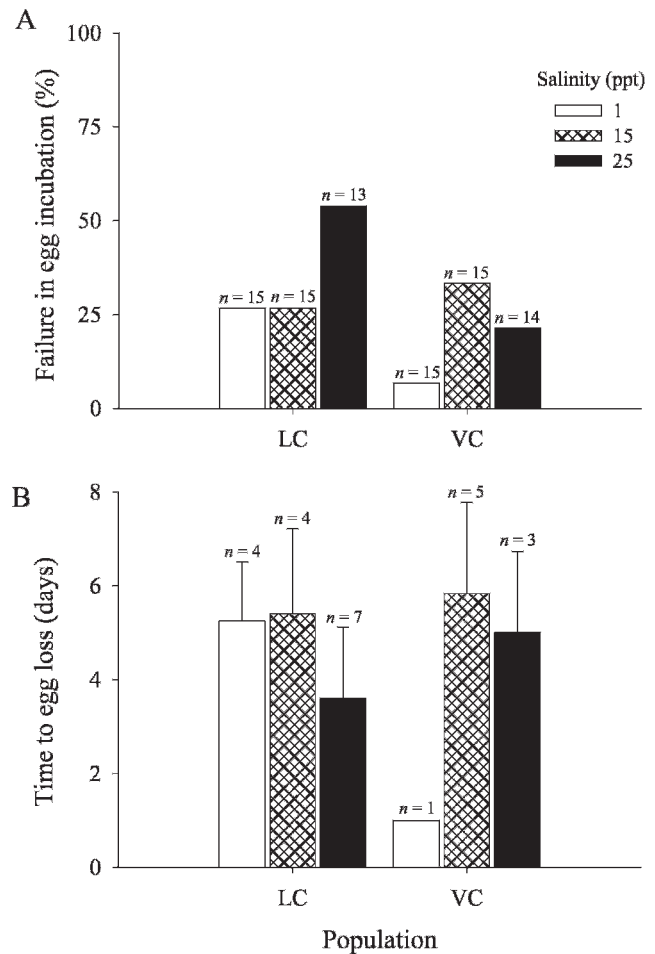 A
100
75
50
25
0
Failure in egg incubation (%)
Salinity (ppt)
1
15
25
n = 15
n = 15
n = 13
n = 15
n = 15
n = 14
LC
VC
B
8
6
4
2
0
Time to egg loss (days)
n = 4
n = 4
n = 7
n = 1
n = 5
n = 3
LC
VC
Population